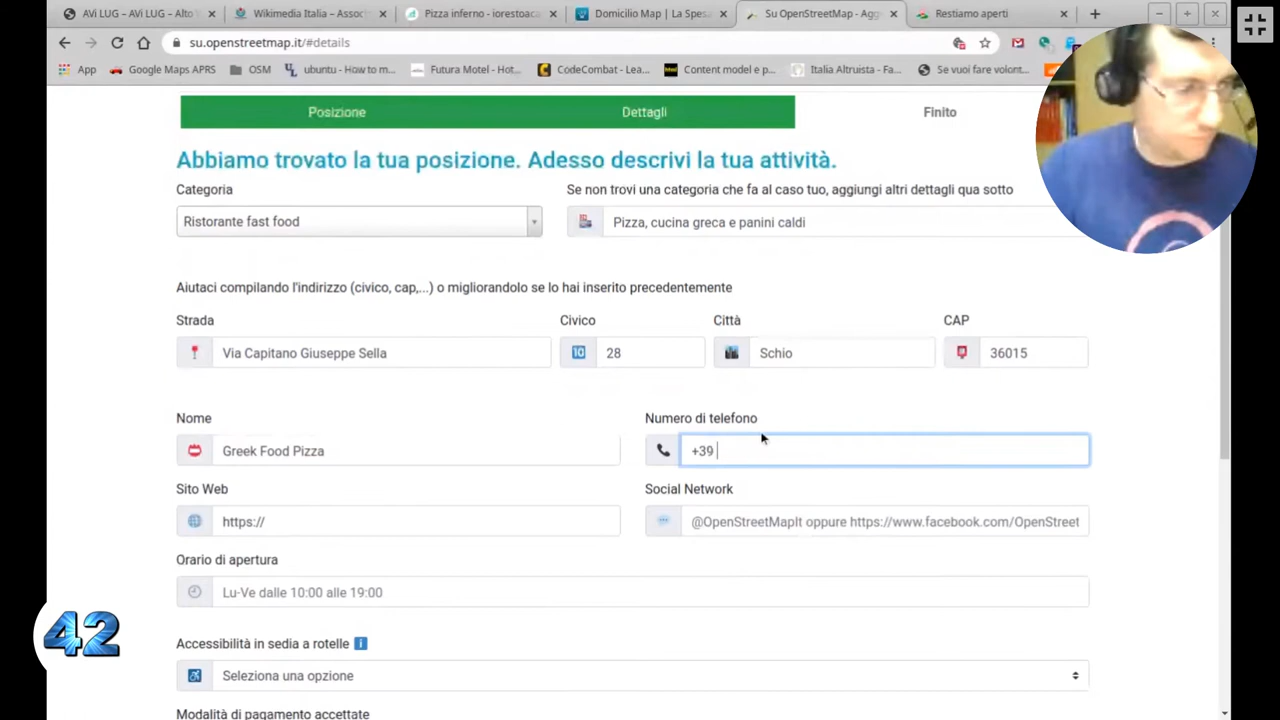 AVi LUG – AVi LUG – Alto
Wikimedia Italia – Assoc
Pizza inferno - iorestoaca
Domicilio Map | La Spesa
Su OpenStreetMap - Agg
Restiamo aperti
su.openstreetmap.it/#details
App
Google Maps APRS
OSM
ubuntu - How to m...
Futura Motel - Hot...
CodeCombat - Lea...
Content model e p...
Italia Altruista - Fa...
Se vuoi fare volont...
Posizione
Dettagli
Finito
Abbiamo trovato la tua posizione. Adesso descrivi la tua attività.
Categoria
Se non trovi una categoria che fa al caso tuo, aggiungi altri dettagli qua sotto
Ristorante fast food
Pizza, cucina greca e panini caldi
Aiutaci compilando l'indirizzo (civico, cap,...) o migliorandolo se lo hai inserito precedentemente
Strada
Civico
Città
CAP
Via Capitano Giuseppe Sella
28
Schio
36015
Nome
Numero di telefono
Greek Food Pizza
+39
Sito Web
Social Network
https://
@OpenStreetMapIt oppure https://www.facebook.com/OpenStreet
Orario di apertura
Lu-Ve dalle 10:00 alle 19:00
42
Accessibilità in sedia a rotelle
Seleziona una opzione
Modalità di pagamento accettate